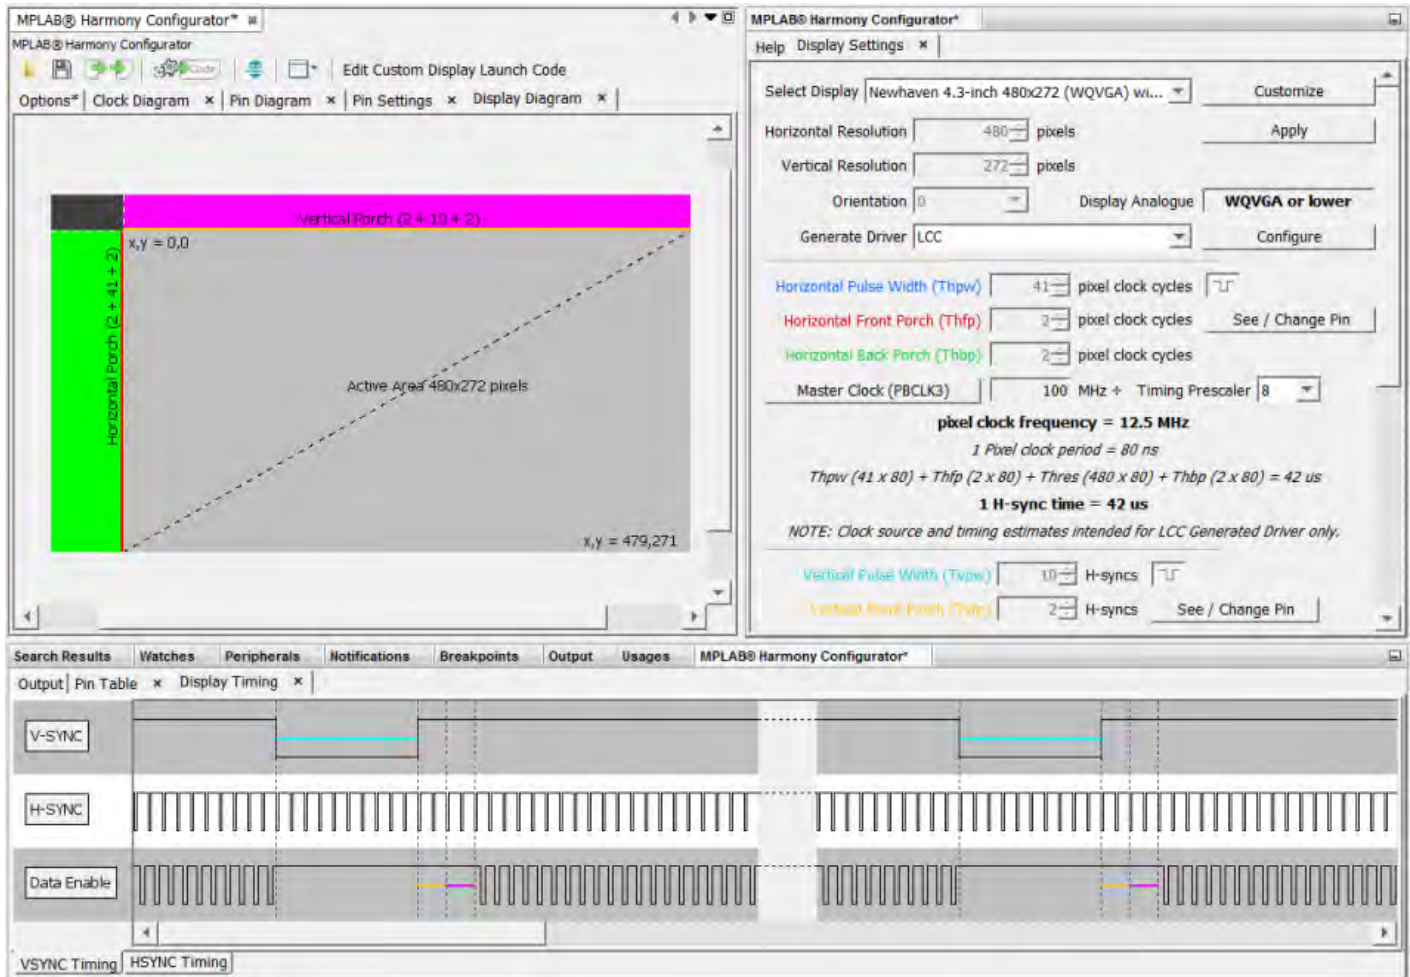 MPLAB® Harmony Configurator*
MPLAB® Harmony Configurator
Code
Edit Custom Display Launch Code
Options* Clock Diagram Pin Diagram Pin Settings Display Diagram
Vertical Porch (2 + 10 + 2)
x,y = 0,0
Horizontal Porch (2 + 41 + 2)
Active Area 480x272 pixels
x,y = 479,271
MPLAB® Harmony Configurator*
Help Display Settings
Select Display Newhaven 4.3-inch 480x272 (WQVGA) wi... Customize
Horizontal Resolution 480 pixels Apply
Vertical Resolution 272 pixels
Orientation 0 Display Analogue WQVGA or lower
Generate Driver LCC Configure
Horizontal Pulse Width (Thpw) 41 pixel clock cycles
Horizontal Front Porch (Thfp) 2 pixel clock cycles See / Change Pin
Horizontal Back Porch (Thbp) 2 pixel clock cycles
Master Clock (PBCLK3) 100 MHz ÷ Timing Prescaler 8
pixel clock frequency = 12.5 MHz
1 Pixel clock period = 80 ns
Thpw (41 x 80) + Thfp (2 x 80) + Thres (480 x 80) + Thbp (2 x 80) = 42 us
1 H-sync time = 42 us
NOTE: Clock source and timing estimates intended for LCC Generated Driver only.
Vertical Pulse Width (Tvpw) 10 H-syncs
Vertical Front Porch (Tvfp) 2 H-syncs See / Change Pin
Search Results Watches Peripherals Notifications Breakpoints Output Usages MPLAB® Harmony Configurator*
Output Pin Table Display Timing
V-SYNC
H-SYNC
Data Enable
VSYNC Timing HSYNC Timing